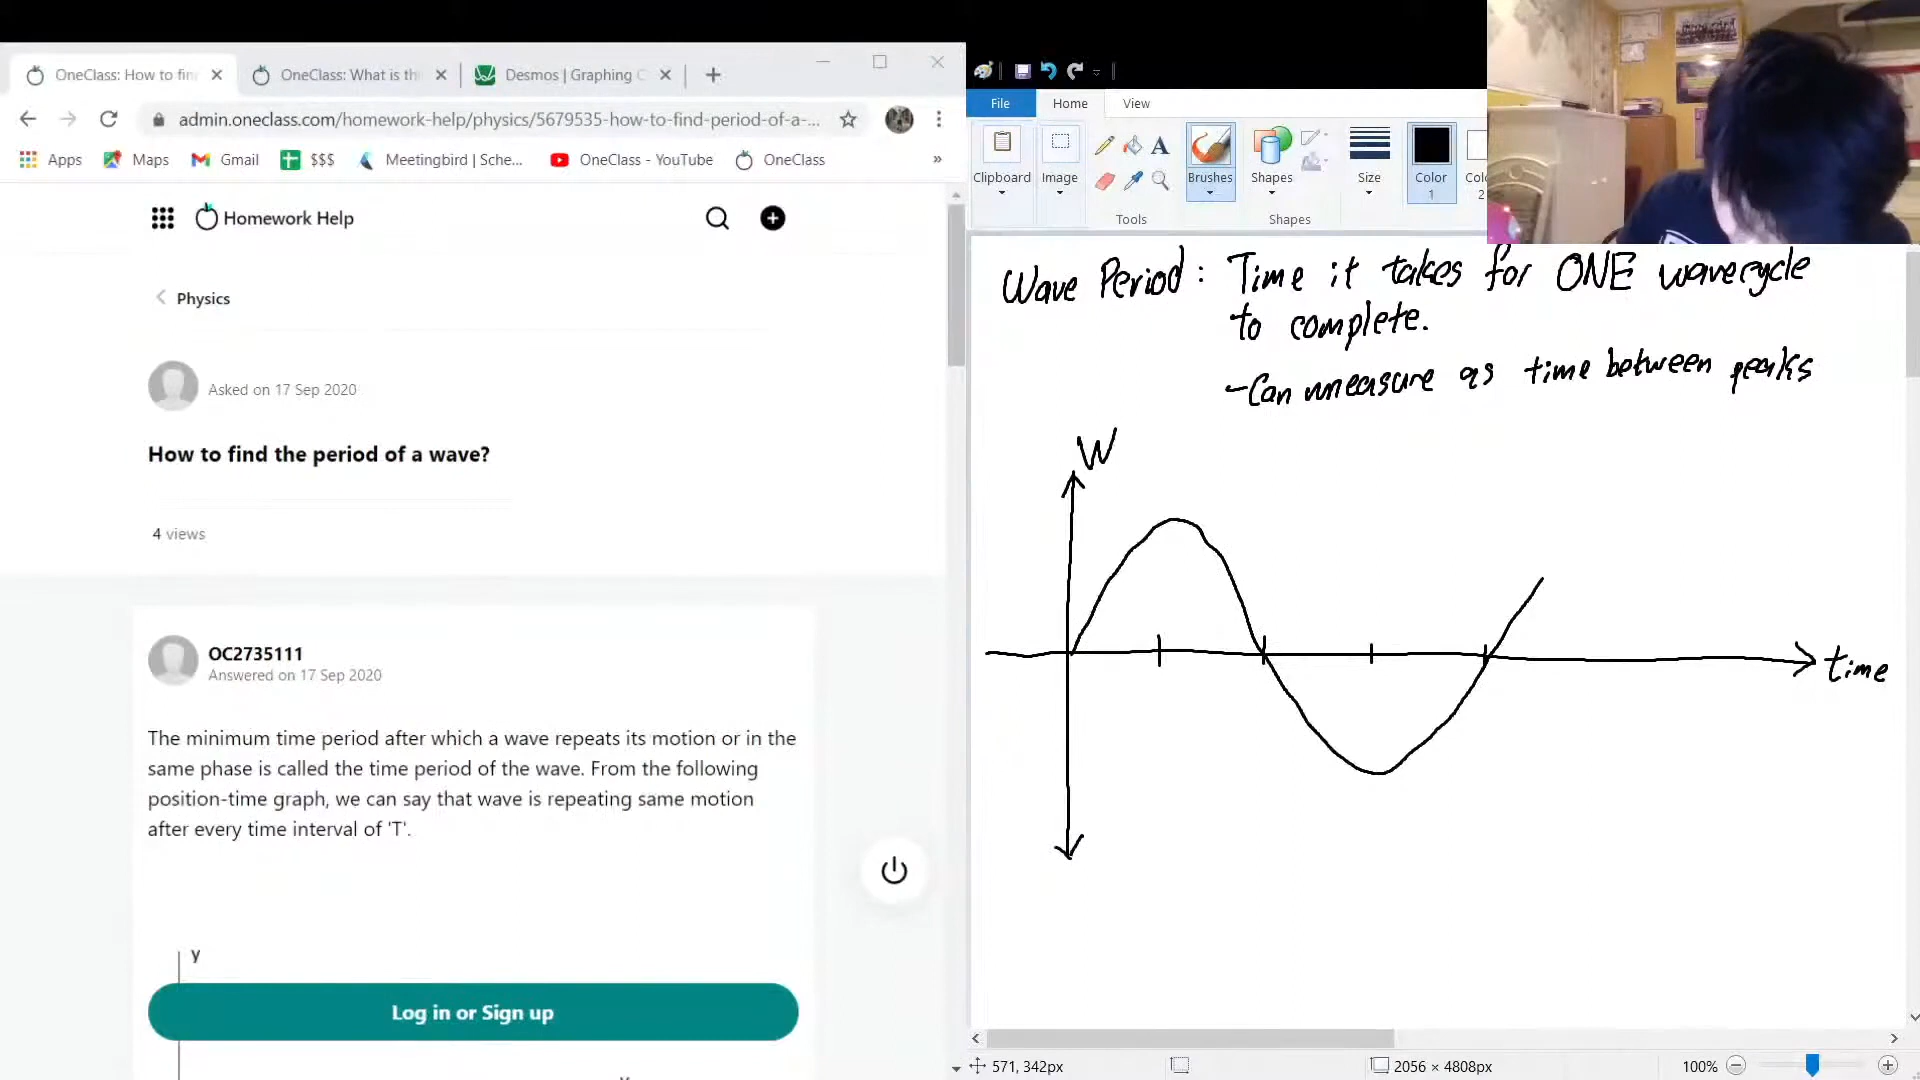 OneClass: How to fin
OneClass: What is th
Desmos | Graphing C
admin.oneclass.com/homework-help/physics/5679535-how-to-find-period-of-a-...
Apps
Maps
Gmail
$$$
Meetingbird | Sche...
OneClass - YouTube
OneClass
»
Homework Help
Physics
Asked on 17 Sep 2020
How to find the period of a wave?
4 views
OC2735111
Answered on 17 Sep 2020
The minimum time period after which a wave repeats its motion or in the
same phase is called the time period of the wave. From the following
position-time graph, we can say that wave is repeating same motion
after every time interval of 'T'.
y
Log in or Sign up
File
Home
View
Clipboard
Image
Tools
Brushes
Shapes
Shapes
Size
Color
1
Colo
2
Wave Period : Time it takes for ONE wavecycle
to complete.
- Can measure as time between peaks
W
time
571, 342px
2056 × 4808px
100%